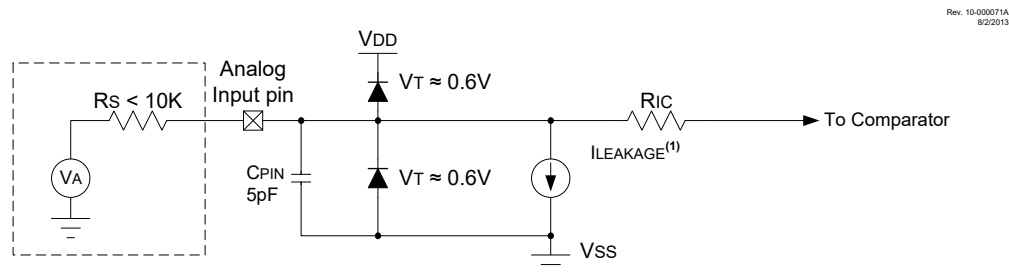 Rev. 10-000071A
8/2/2013
VDD
Analog
Input pin
VT ≈ 0.6V
RS < 10K
RIC
To Comparator
ILEAKAGE(1)
VA
CPIN
5pF
VT ≈ 0.6V
VSS